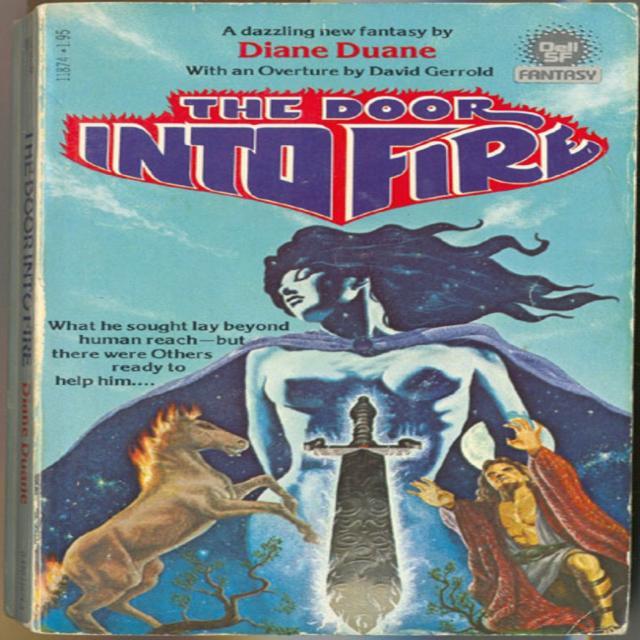 A dazzling new fantasy by
Diane Duane
With an Overture by David Gerrold
Dell
SF
FANTASY
11874 • 1.95
THE DOOR
INTO FIRE
What he sought lay beyond
human reach—but
there were Others
ready to
help him....
THE DOOR INTO FIRE Diane Duane